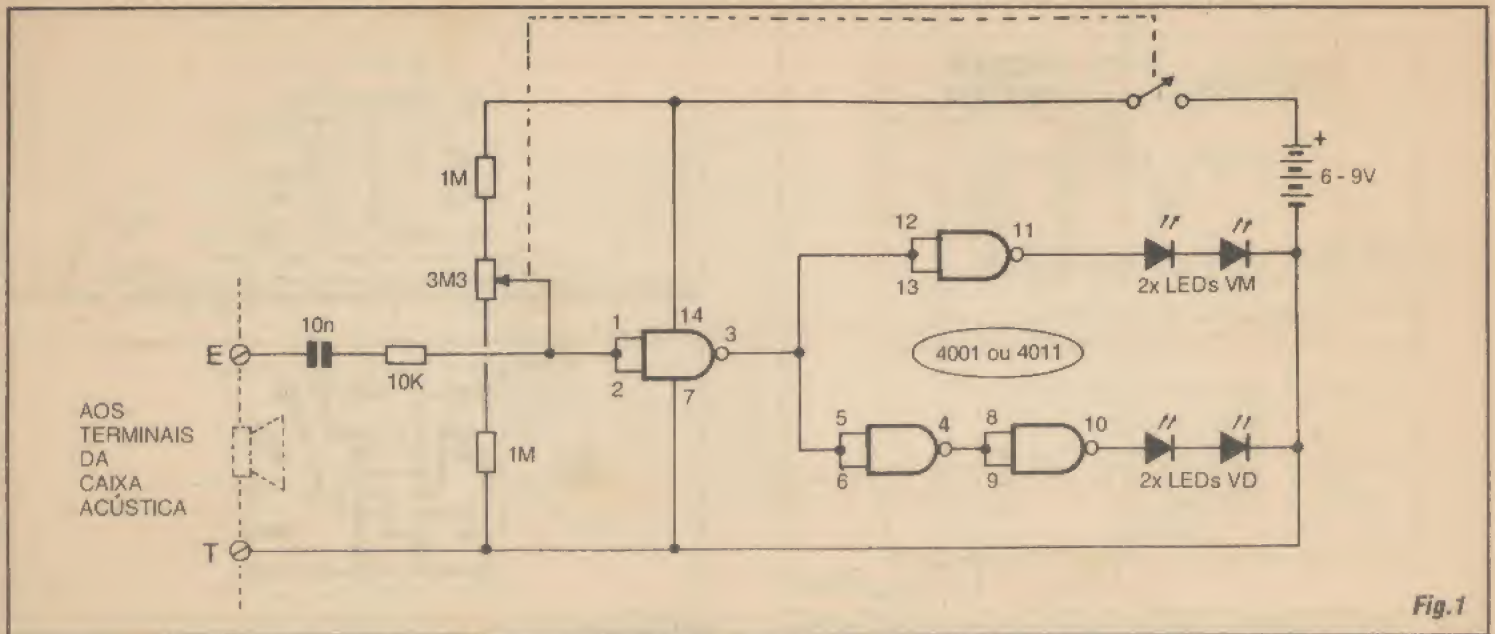 +
6 - 9V
1M
3M3
12
11
13
2x LEDs VM
1
14
3
2
7
4001 ou 4011
E
10n
10K
AOS
TERMINAIS
DA
CAIXA
ACÚSTICA
1M
5
4
8
10
6
9
2x LEDs VD
T
Fig.1